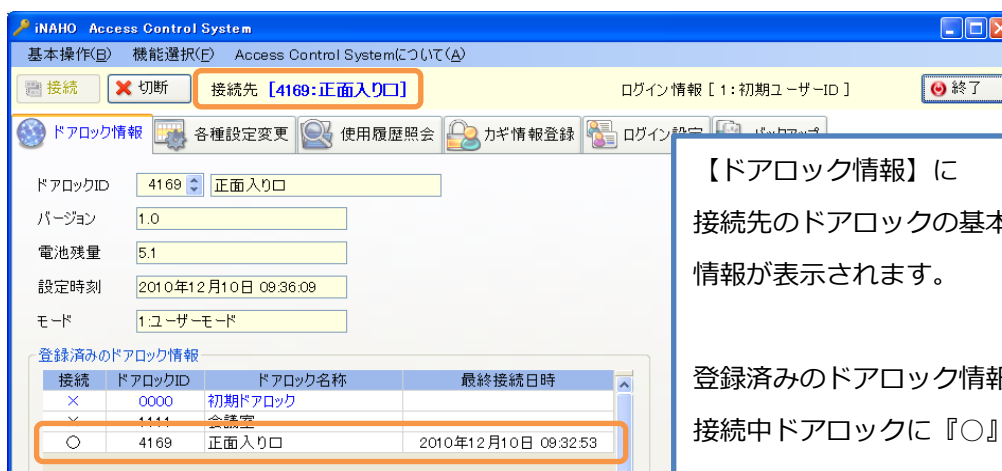 iNAHO Access Control System
基本操作(B) 機能選択(F) Access Control Systemについて(A)
接続 切断 接続先 [4169:正面入り口] ログイン情報 [ 1 : 初期ユーザーID ] 終了
ドアロック情報 各種設定変更 使用履歴照会 カギ情報登録 ログイン設定 バックアップ
ドアロックID 4169 正面入り口
バージョン 1.0
電池残量 5.1
設定時刻 2010年12月10日 09:36:09
モード 1:ユーザーモード
登録済みのドアロック情報
接続 ドアロックID ドアロック名称 最終接続日時
× 0000 初期ドアロック
× 1111 会議室
○ 4169 正面入り口 2010年12月10日 09:32:53
【ドアロック情報】に
接続先のドアロックの基本
情報が表示されます。
登録済みのドアロック情報
接続中ドアロックに『○』